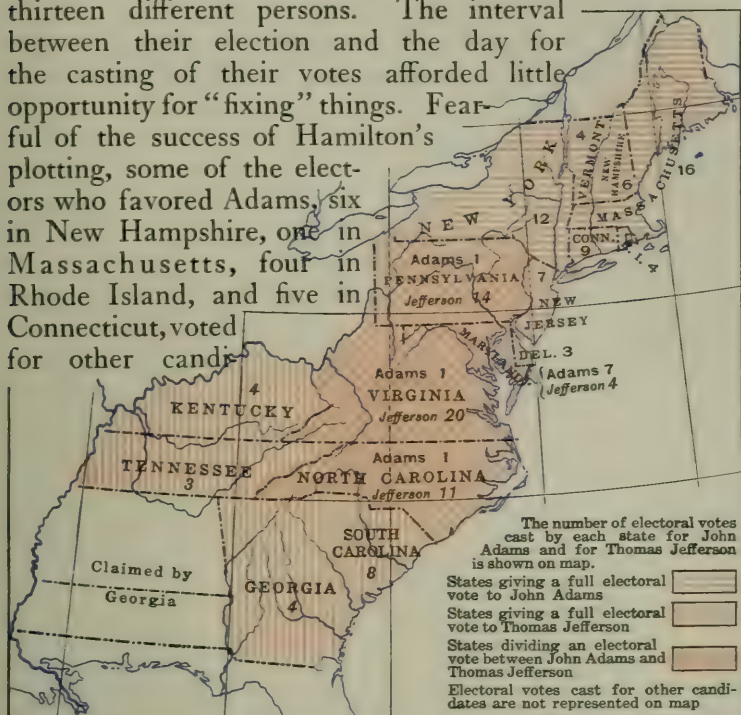 thirteen different persons. The interval
between their election and the day for
the casting of their votes afforded little
opportunity for “fixing” things. Fear-
ful of the success of Hamilton's
plotting, some of the elect-
ors who favored Adams, six
in New Hampshire, one in
Massachusetts, four in
Rhode Island, and five in
Connecticut, voted
for other candi-
4
VERMONT
NEW HAMPSHIRE
6
MASSACHUSETTS
16
NEW YORK
12
MASS
CONN.
9
R. I. 4
Adams 1
PENNSYLVANIA
Jefferson 14
7
NEW
JERSEY
MARYLAND
DEL. 3
Adams 7
Jefferson 4
Adams 1
VIRGINIA
Jefferson 20
4
KENTUCKY
TENNESSEE
3
Adams 1
NORTH CAROLINA
Jefferson 11
SOUTH
CAROLINA
8
GEORGIA
4
Claimed by
Georgia
The number of electoral votes
cast by each state for John
Adams and for Thomas Jefferson
is shown on map.
States giving a full electoral
vote to John Adams
States giving a full electoral
vote to Thomas Jefferson
States dividing an electoral
vote between John Adams and
Thomas Jefferson
Electoral votes cast for other candi-
dates are not represented on map